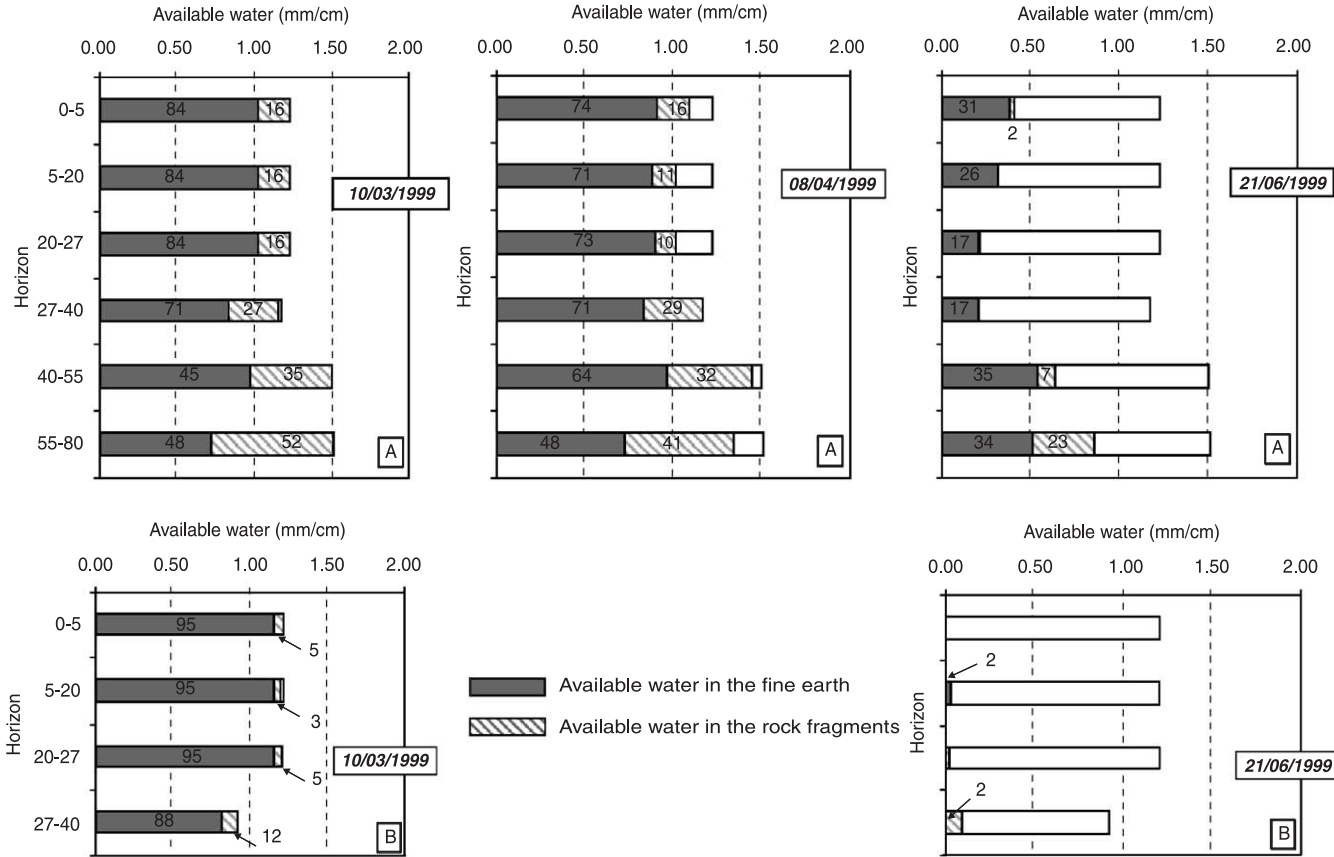 Available water (mm/cm)
0.00 0.50 1.00 1.50 2.00
Horizon
0-5 84 16
5-20 84 16
20-27 84 16
27-40 71 27
40-55 45 35
55-80 48 52
10/03/1999
A
Available water (mm/cm)
0.00 0.50 1.00 1.50 2.00
Horizon
74 16
71 11
73 10
71 29
64 32
48 41
08/04/1999
A
Available water (mm/cm)
0.00 0.50 1.00 1.50 2.00
Horizon
31
2
26
17
17
35 7
34 23
21/06/1999
A
Available water (mm/cm)
0.00 0.50 1.00 1.50 2.00
Horizon
0-5 95
5
5-20 95
3
20-27 95
5
27-40 88
12
10/03/1999
B
Available water in the fine earth
Available water in the rock fragments
Available water (mm/cm)
0.00 0.50 1.00 1.50 2.00
Horizon
2
2
21/06/1999
B